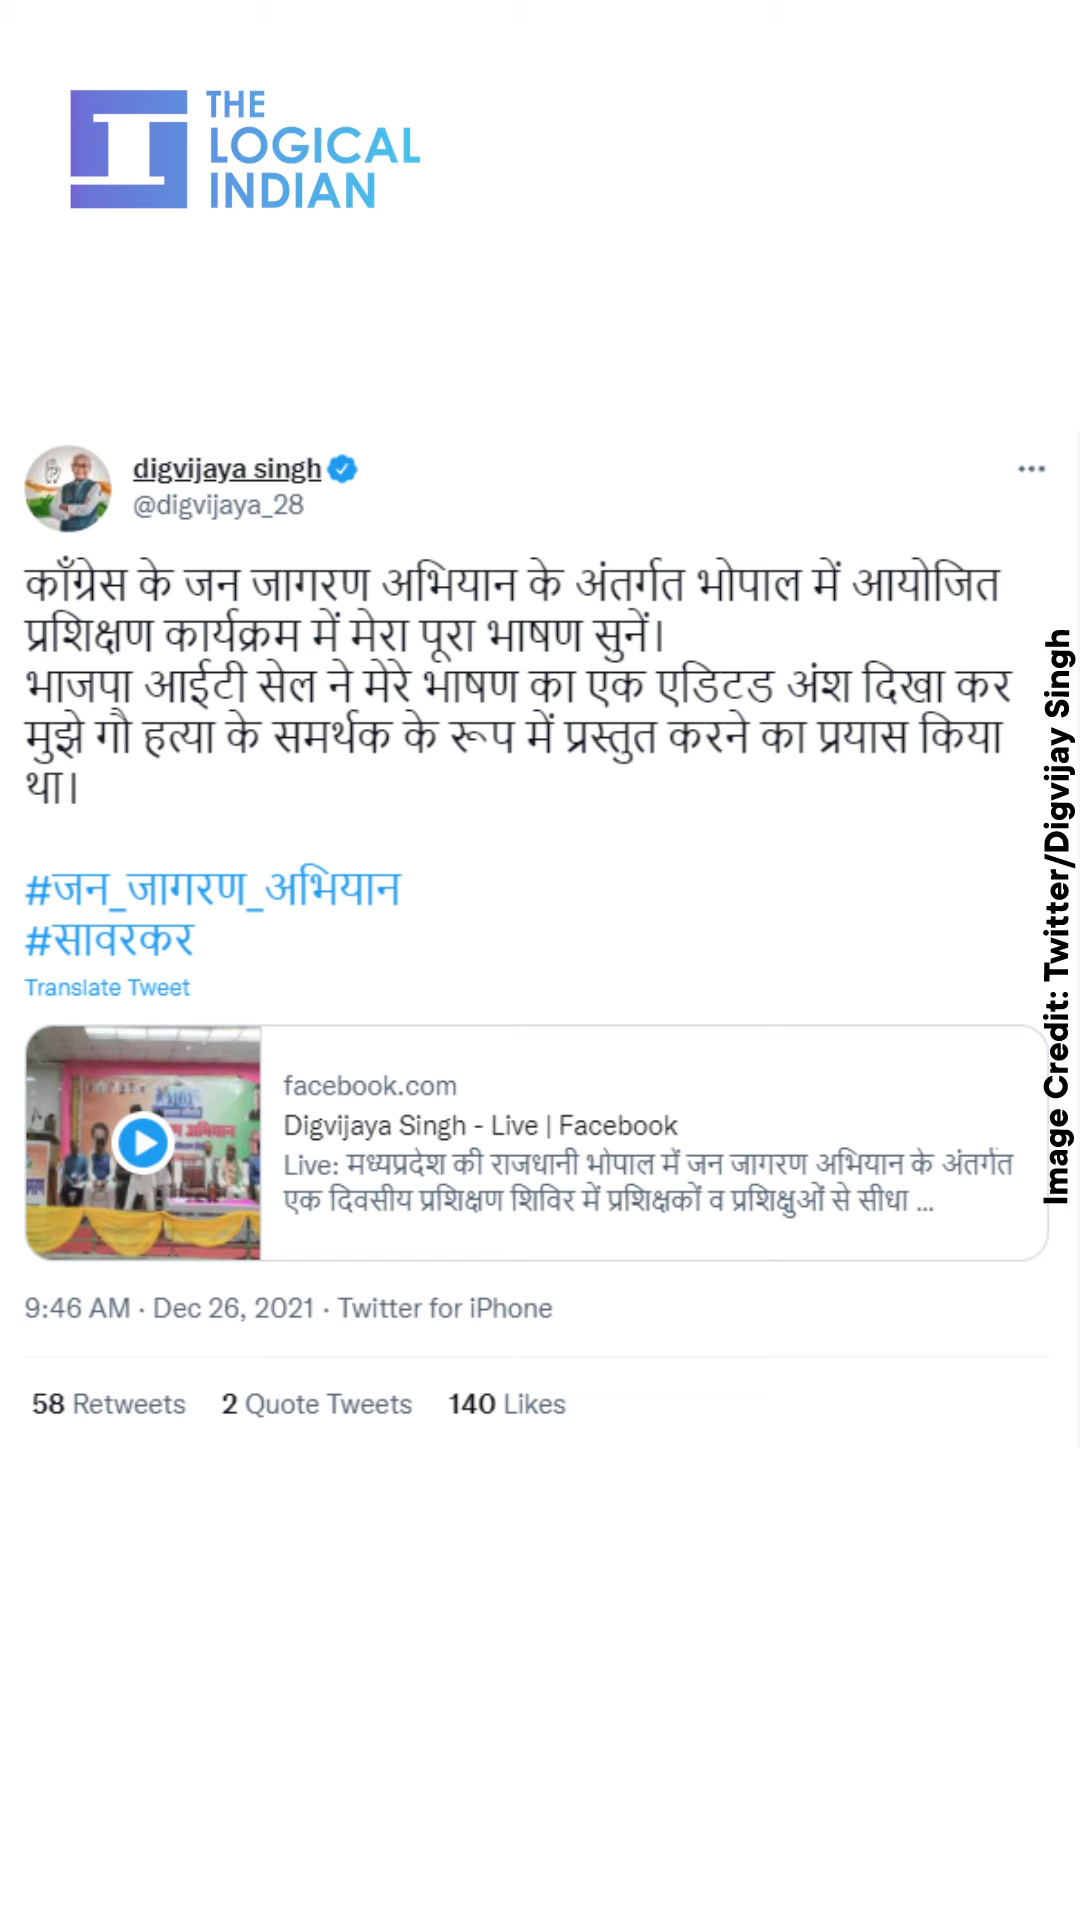 THE
LOGICAL
INDIAN
digvijaya singh
@digvijaya_28
काँग्रेस के जन जागरण अभियान के अंतर्गत भोपाल में आयोजित
प्रशिक्षण कार्यक्रम में मेरा पूरा भाषण सुनें।
भाजपा आईटी सेल ने मेरे भाषण का एक एडिटड अंश दिखा कर
मुझे गौ हत्या के समर्थक के रूप में प्रस्तुत करने का प्रयास किया
था।
#जन_जागरण_अभियान
#सावरकर
Translate Tweet
facebook.com
Digvijaya Singh - Live | Facebook
Live: मध्यप्रदेश की राजधानी भोपाल में जन जागरण अभियान के अंतर्गत
एक दिवसीय प्रशिक्षण शिविर में प्रशिक्षकों व प्रशिक्षुओं से सीधा ...
9:46 AM · Dec 26, 2021 · Twitter for iPhone
58 Retweets 2 Quote Tweets 140 Likes
Image Credit: Twitter/Digvijay Singh